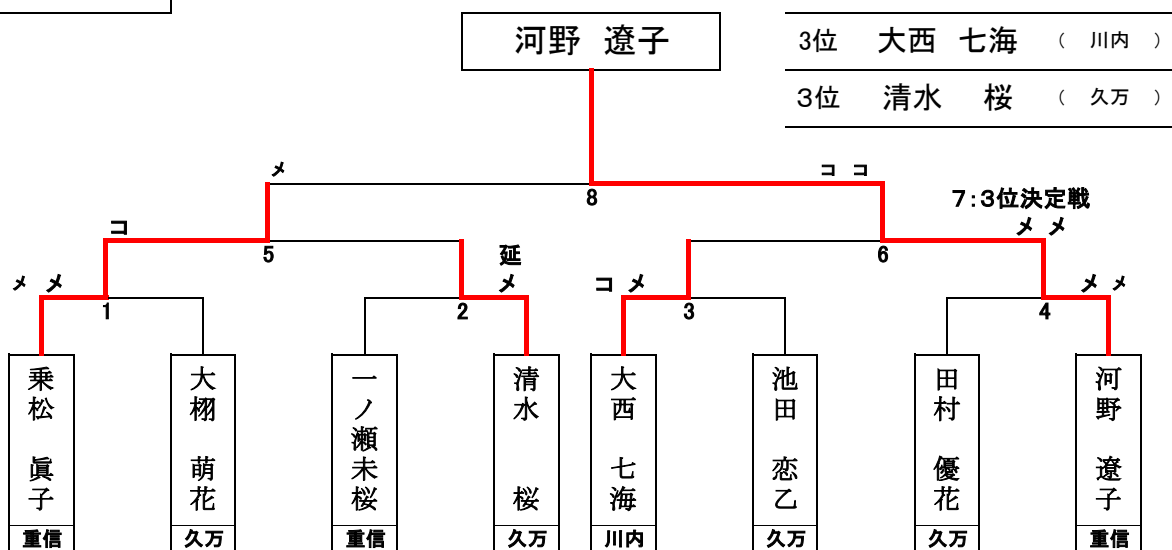 河野 遼子
3位 大西 七海 （ 川内 ）
3位 清水 桜 （ 久万 ）
メ
ココ
8
7:3位決定戦
コ
メメ
5
延
6
メメ
メ
コメ
メメ
1
2
3
4
乗松 眞子
大棚 萌花
一ノ瀬未桜
清水 桜
大西 七海
池田 恋乙
田村 優花
河野 遼子
重信
久万
重信
久万
川内
久万
久万
重信